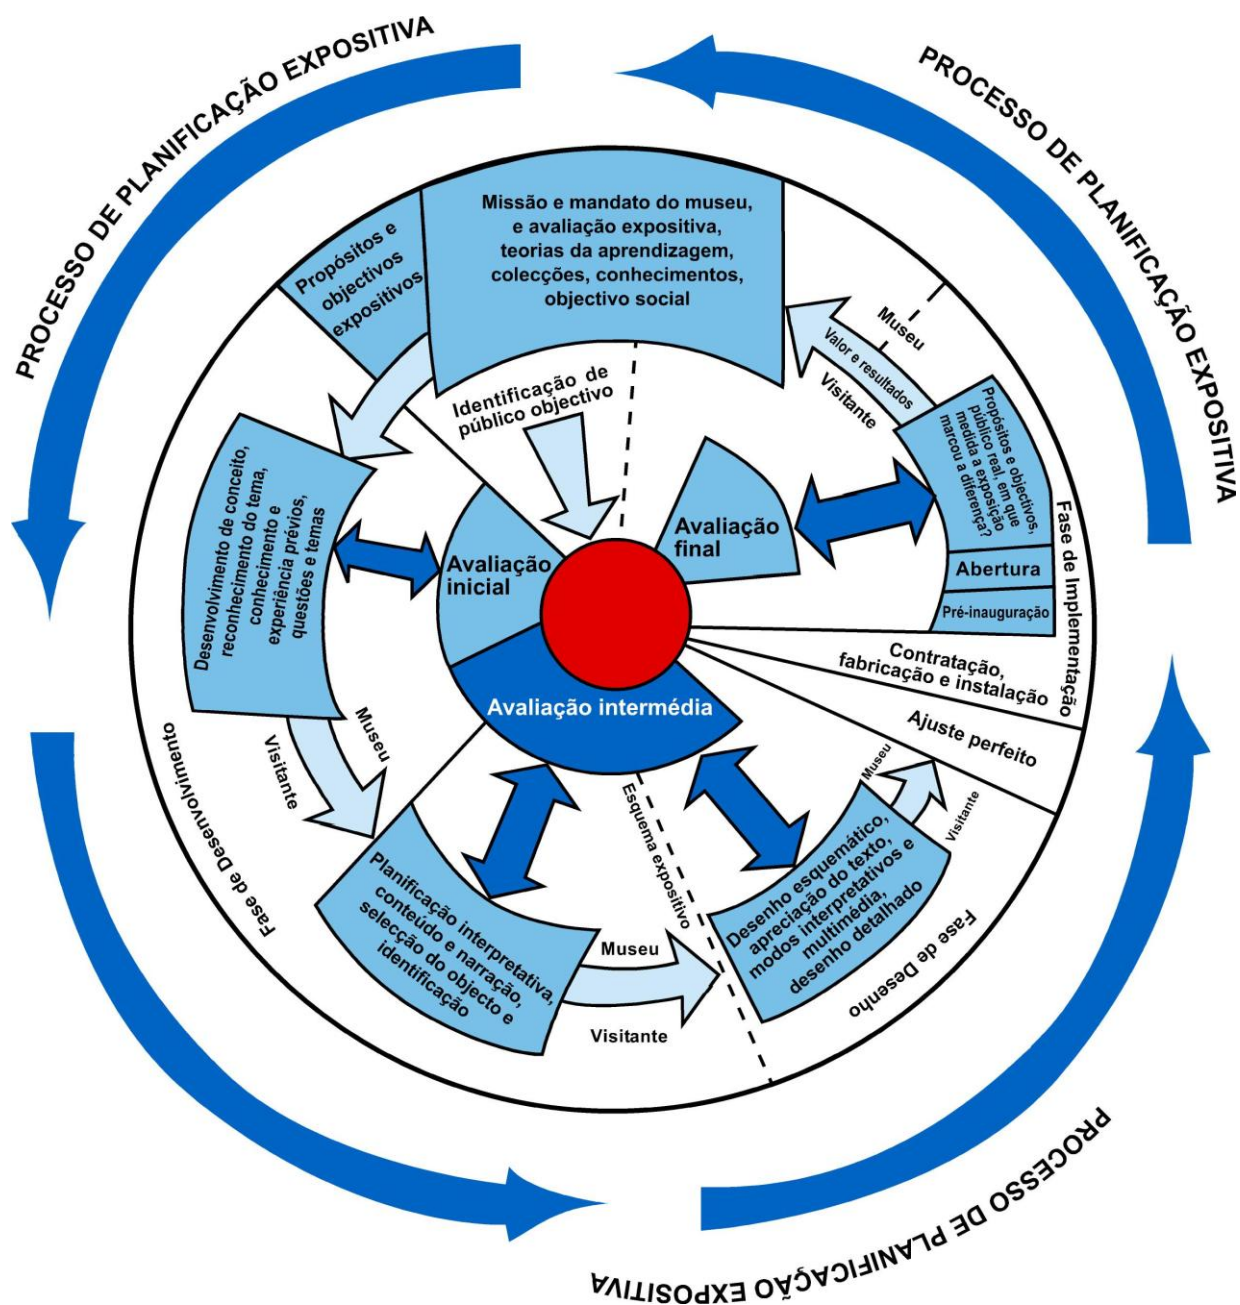 PROCESSO DE PLANIFICAÇÃO EXPOSITIVA
PROCESSO DE PLANIFICAÇÃO EXPOSITIVA
Missão e mandato do museu,
e avaliação expositiva,
teorias da aprendizagem,
colecções, conhecimentos,
objectivo social
Propósitos e
objectivos
expositivos
Identificação de
público objectivo
Museu
Valor e resultados
Visitante
Propósitos e objectivos,
público real, em que
medida a exposição
marcou a diferença?
Abertura
Pré-inauguração
Fase de Implementação
Avaliação
final
Avaliação
inicial
Avaliação intermédia
Desenvolvimento de conceito,
reconhecimento do tema,
conhecimento e
experiência prévios,
questões e temas
Contratação,
fabricação e instalação
Ajuste perfeito
Museu
Visitante
Fase de Desenvolvimento
Museu
Visitante
Esquema expositivo
Planificação interpretativa,
conteúdo e narração,
selecção do objecto e
identificação
Museu
Visitante
Desenho esquemático,
apreciação do texto,
modos interpretativos e
multimédia,
desenho detalhado
Fase de Desenho
PROCESSO DE PLANIFICAÇÃO EXPOSITIVA